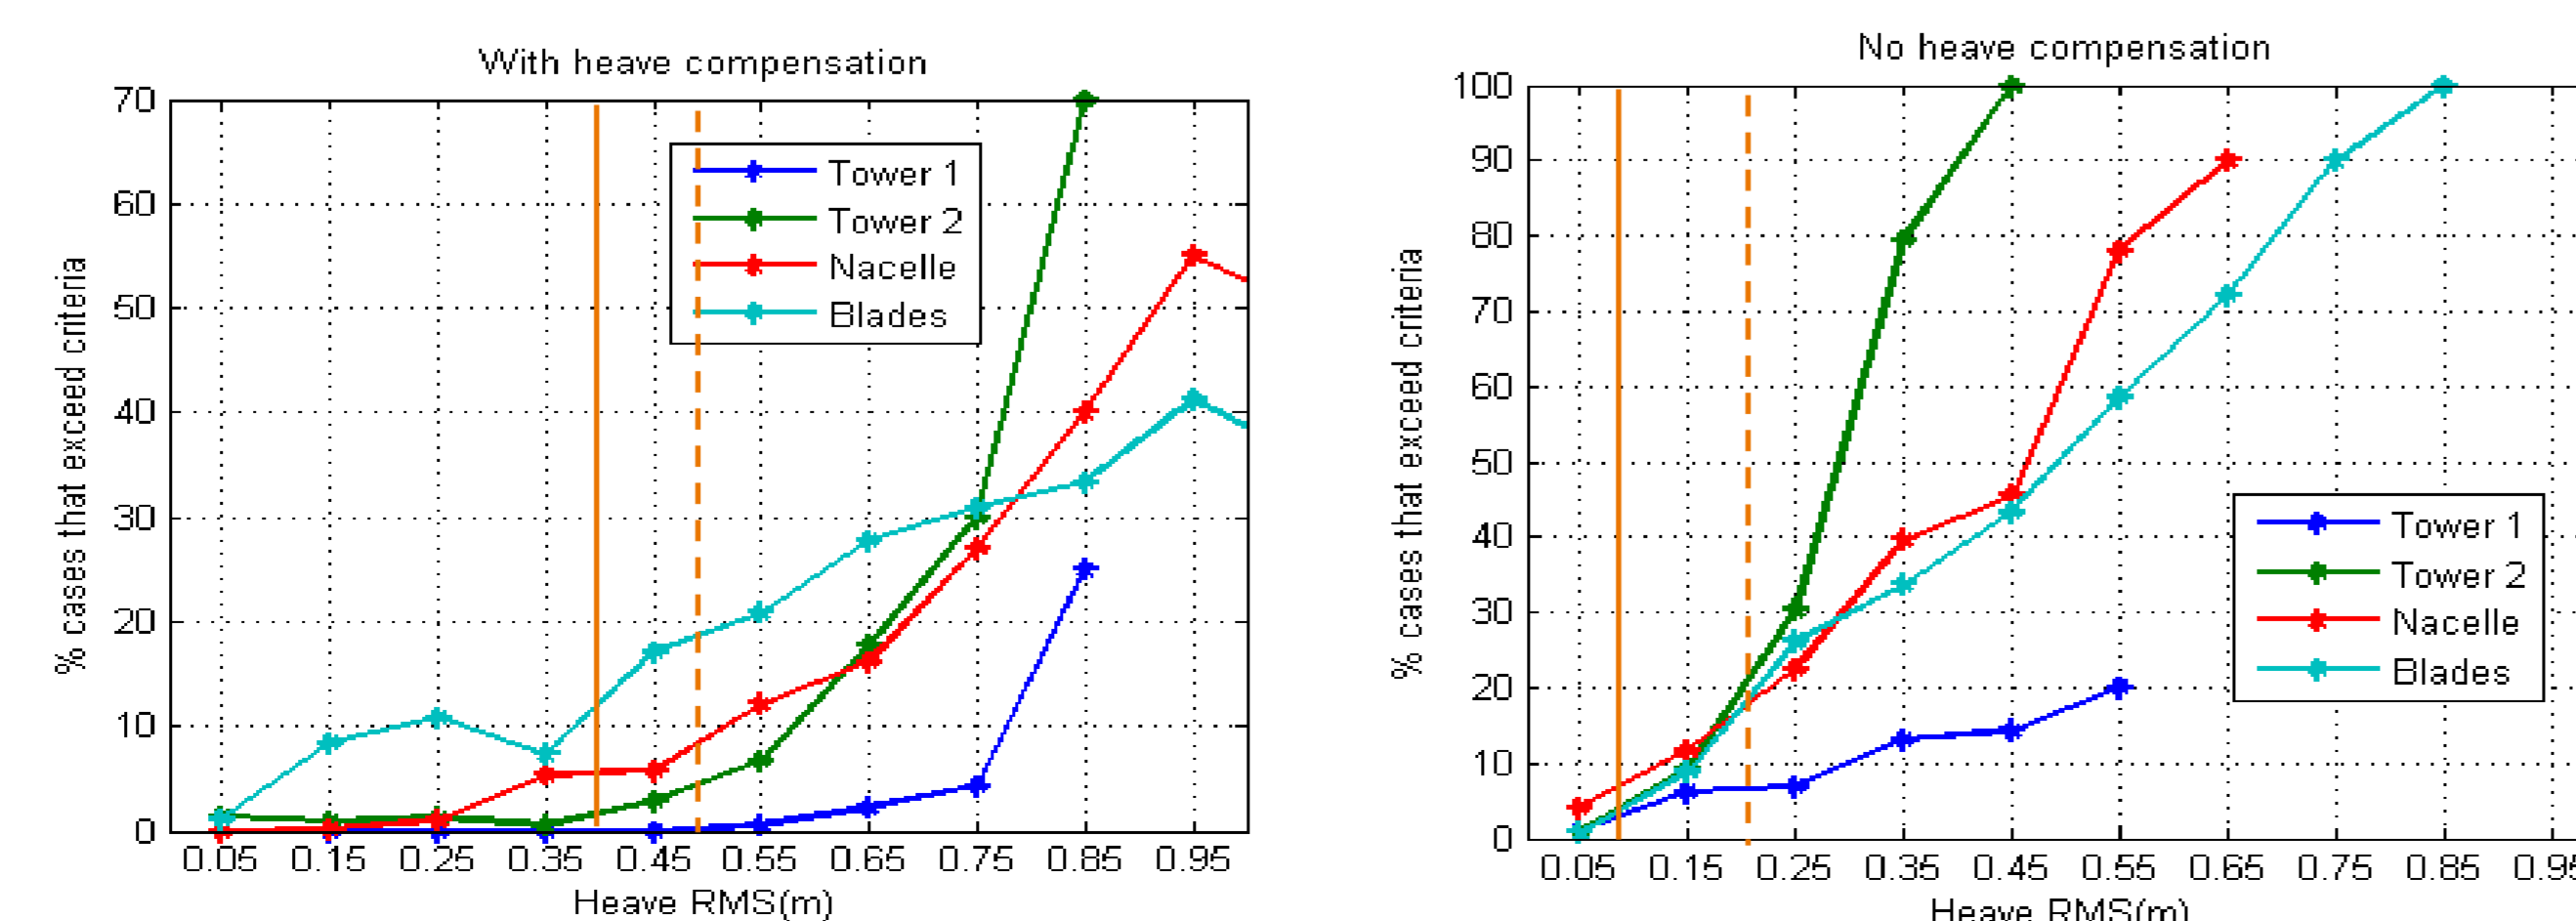 With heave compensation
70
60
50
40
30
20
10
0
% cases that exceed criteria
Tower 1
Tower 2
Nacelle
Blades
0.05 0.15 0.25 0.35 0.45 0.55 0.65 0.75 0.85 0.95
Heave RMS(m)
No heave compensation
100
90
80
70
60
50
40
30
20
10
0
% cases that exceed criteria
Tower 1
Tower 2
Nacelle
Blades
0.05 0.15 0.25 0.35 0.45 0.55 0.65 0.75 0.85 0.95
Heave RMS(m)